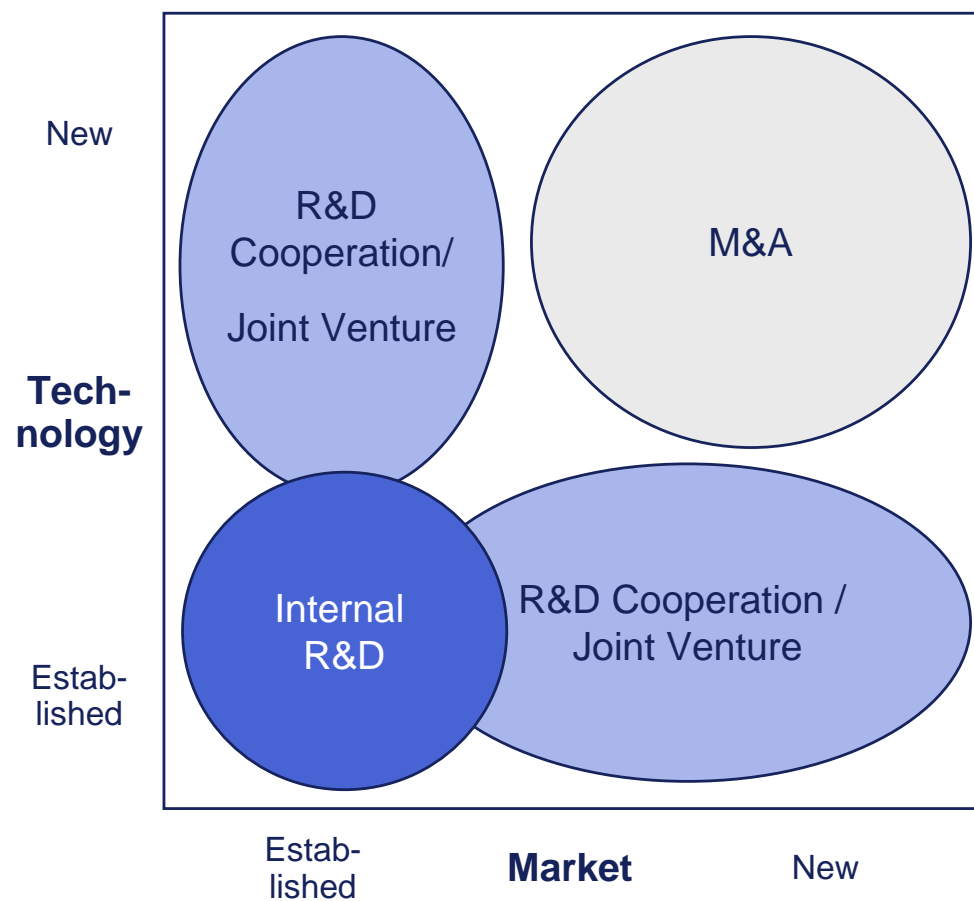 New
R&D
Cooperation/
Joint Venture
M&A
Tech-
nology
Internal
R&D
R&D Cooperation /
Joint Venture
Estab-
lished
Estab-
lished
Market
New